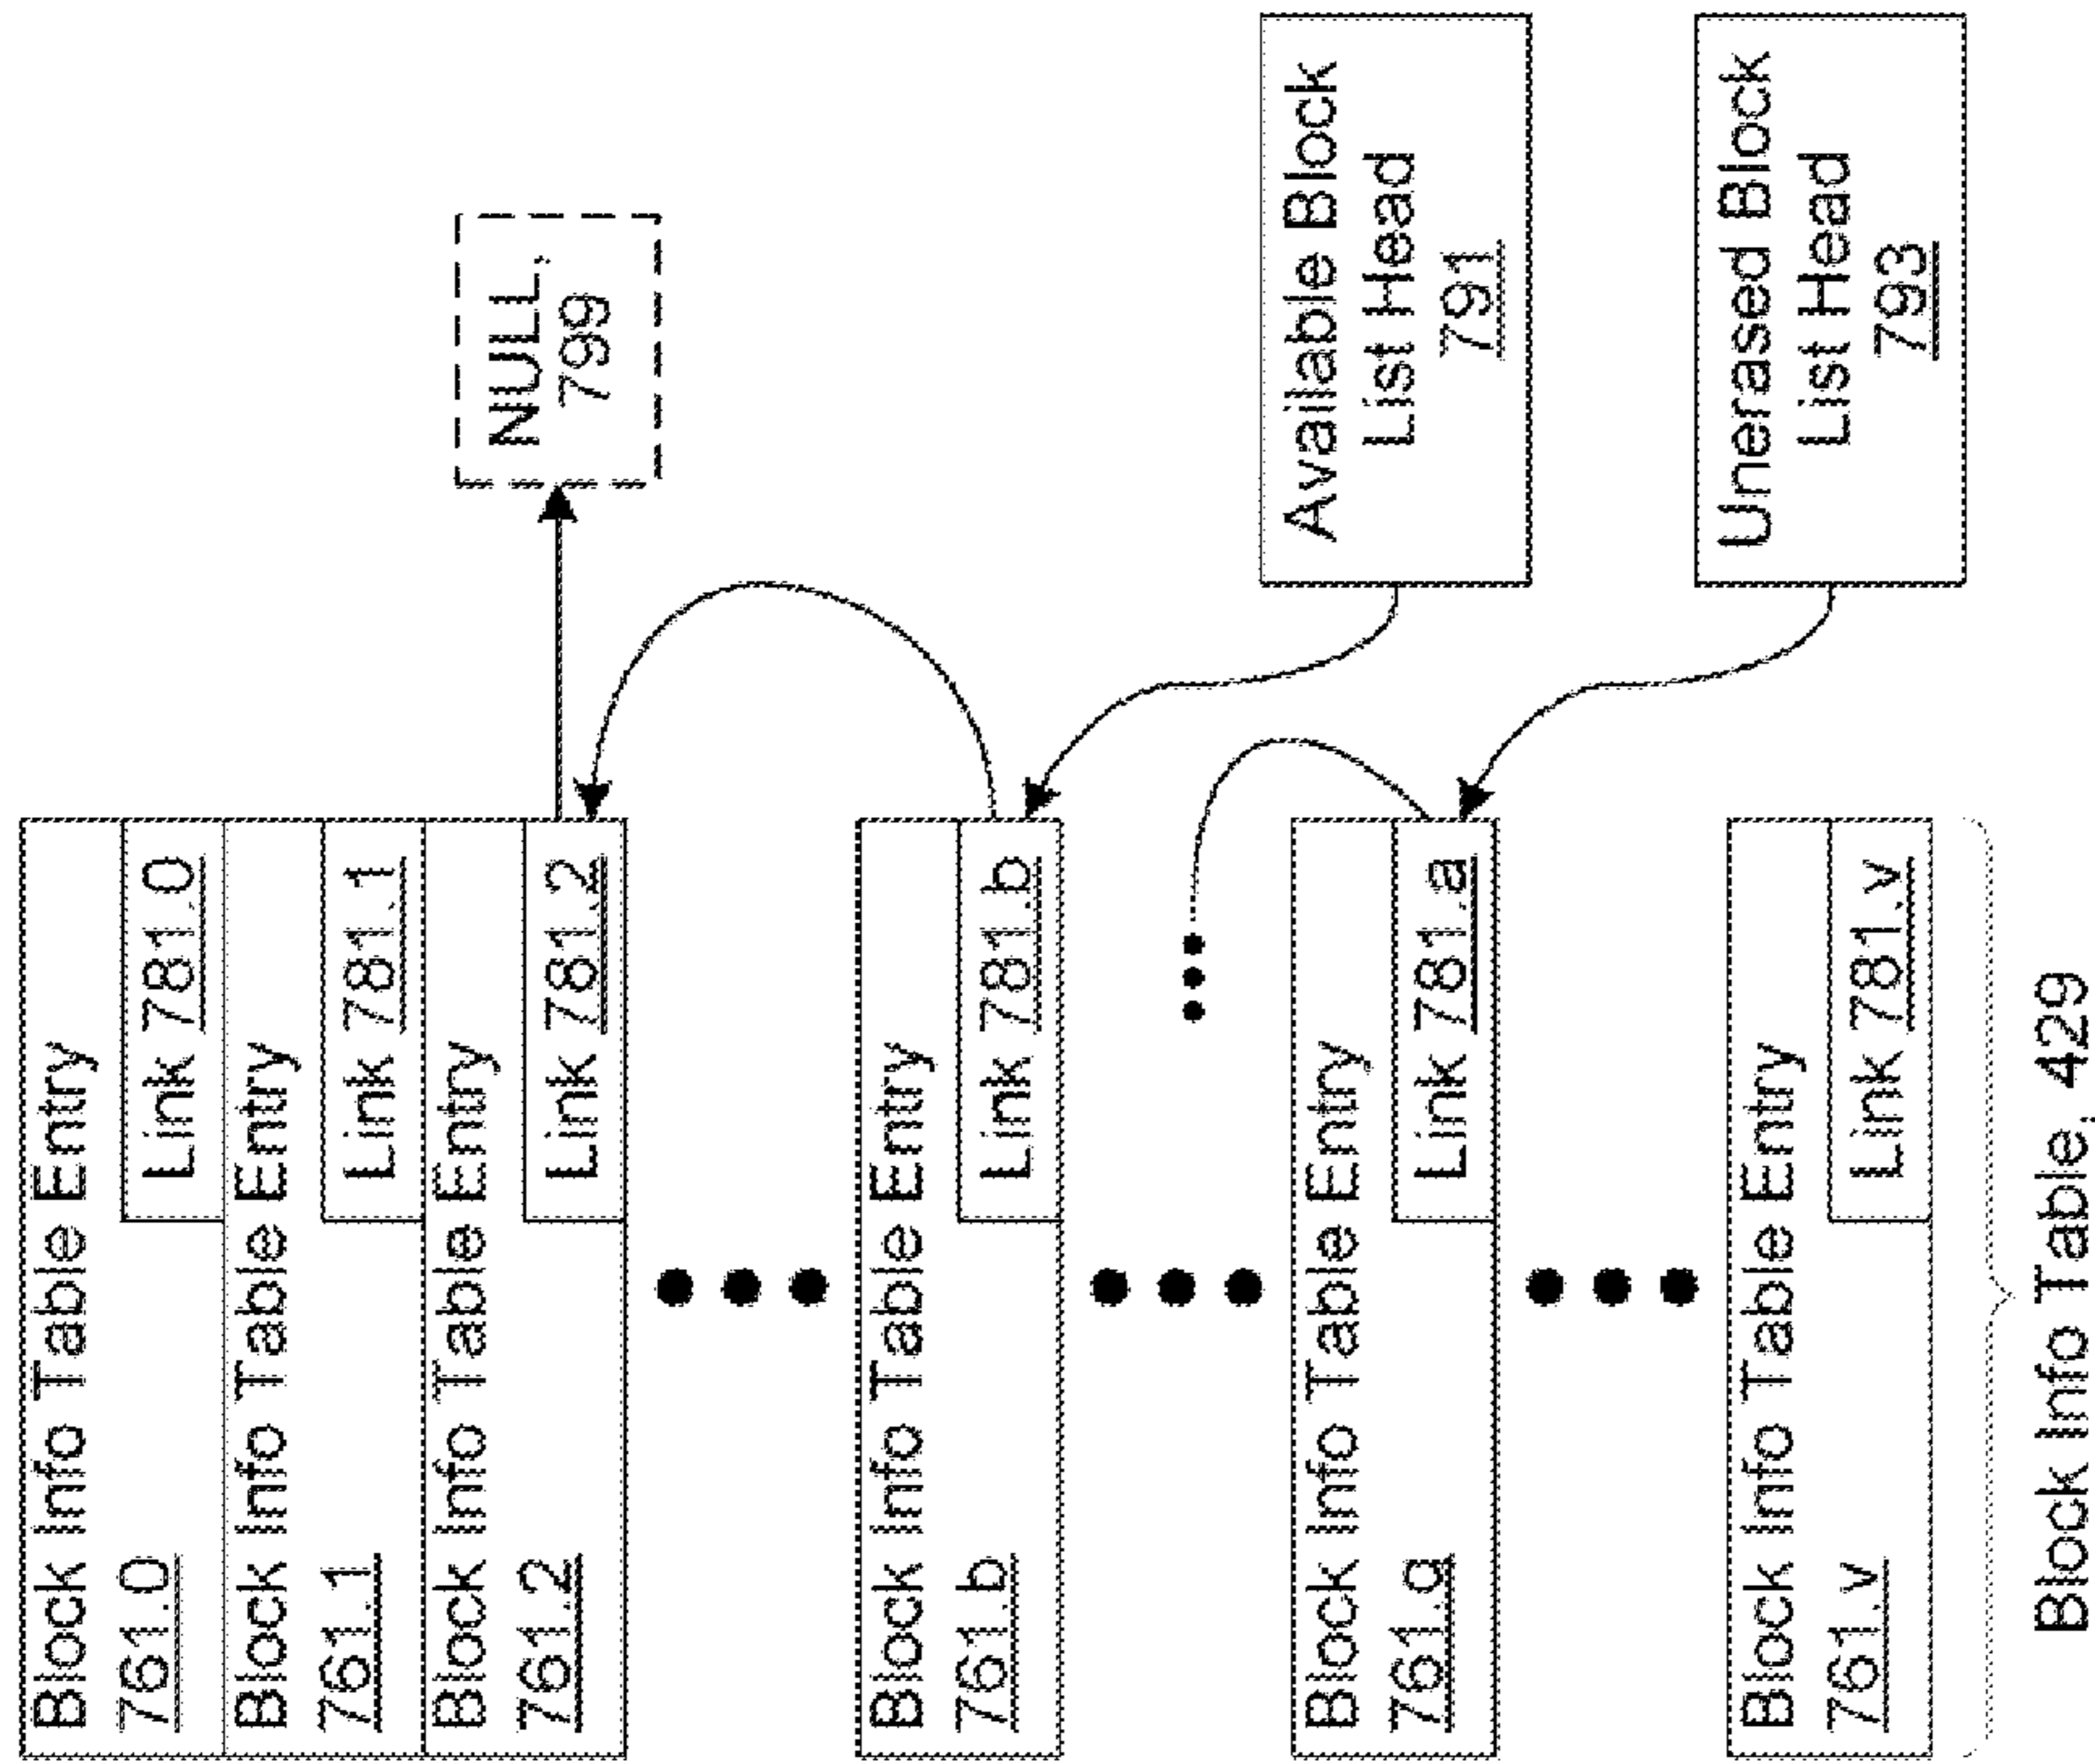 Block Info Table Entry
761.0
Link 781.0
Block Info Table Entry
761.1
Link 781.1
Block Info Table Entry
761.2
Link 781.2
NULL,
799
Block Info Table Entry
761.b
Link 781.b
Available Block
List Head
791
Block Info Table Entry
761.q
Link 781.a
Unerased Block
List Head
793
Block Info Table Entry
761.v
Link 781.v
Block Info Table, 429